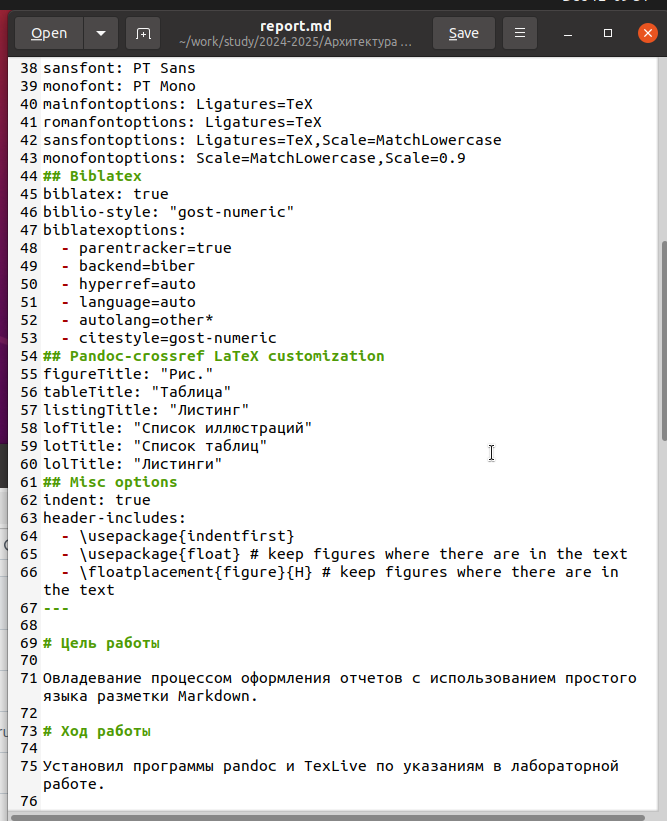 Open
report.md
~/work/study/2024-2025/Архитектура ...
Save
38 sansfont: PT Sans
39 monofont: PT Mono
40 mainfontoptions: Ligatures=TeX
41 romanfontoptions: Ligatures=TeX
42 sansfontoptions: Ligatures=TeX,Scale=MatchLowercase
43 monofontoptions: Scale=MatchLowercase,Scale=0.9
44 ## Biblatex
45 biblatex: true
46 biblio-style: "gost-numeric"
47 biblatexoptions:
48   - parentracker=true
49   - backend=biber
50   - hyperref=auto
51   - language=auto
52   - autolang=other*
53   - citestyle=gost-numeric
54 ## Pandoc-crossref LaTeX customization
55 figureTitle: "Рис."
56 tableTitle: "Таблица"
57 listingTitle: "Листинг"
58 lofTitle: "Список иллюстраций"
59 lotTitle: "Список таблиц"
60 lolTitle: "Листинги"
61 ## Misc options
62 indent: true
63 header-includes:
64   - \usepackage{indentfirst}
65   - \usepackage{float} # keep figures where there are in the text
66   - \floatplacement{figure}{H} # keep figures where there are in
the text
67 ---
68
69 # Цель работы
70
71 Овладевание процессом оформления отчетов с использованием простого
языка разметки Markdown.
72
73 # Ход работы
74
75 Установил программы pandoc и TexLive по указаниям в лабораторной
работе.
76